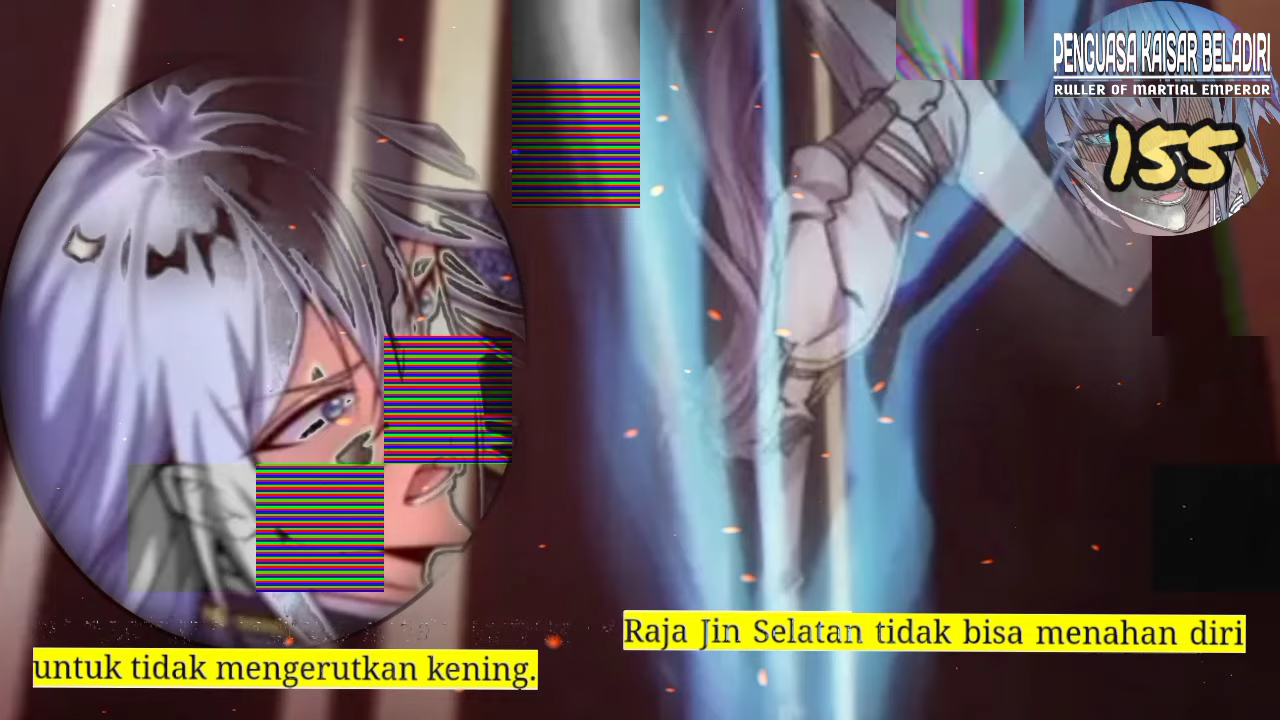 PENGUASA KAISAR BELADIRI
RULLER OF MARTIAL EMPEROR
155
Raja Jin Selatan tidak bisa menahan diri
untuk tidak mengerutkan kening.